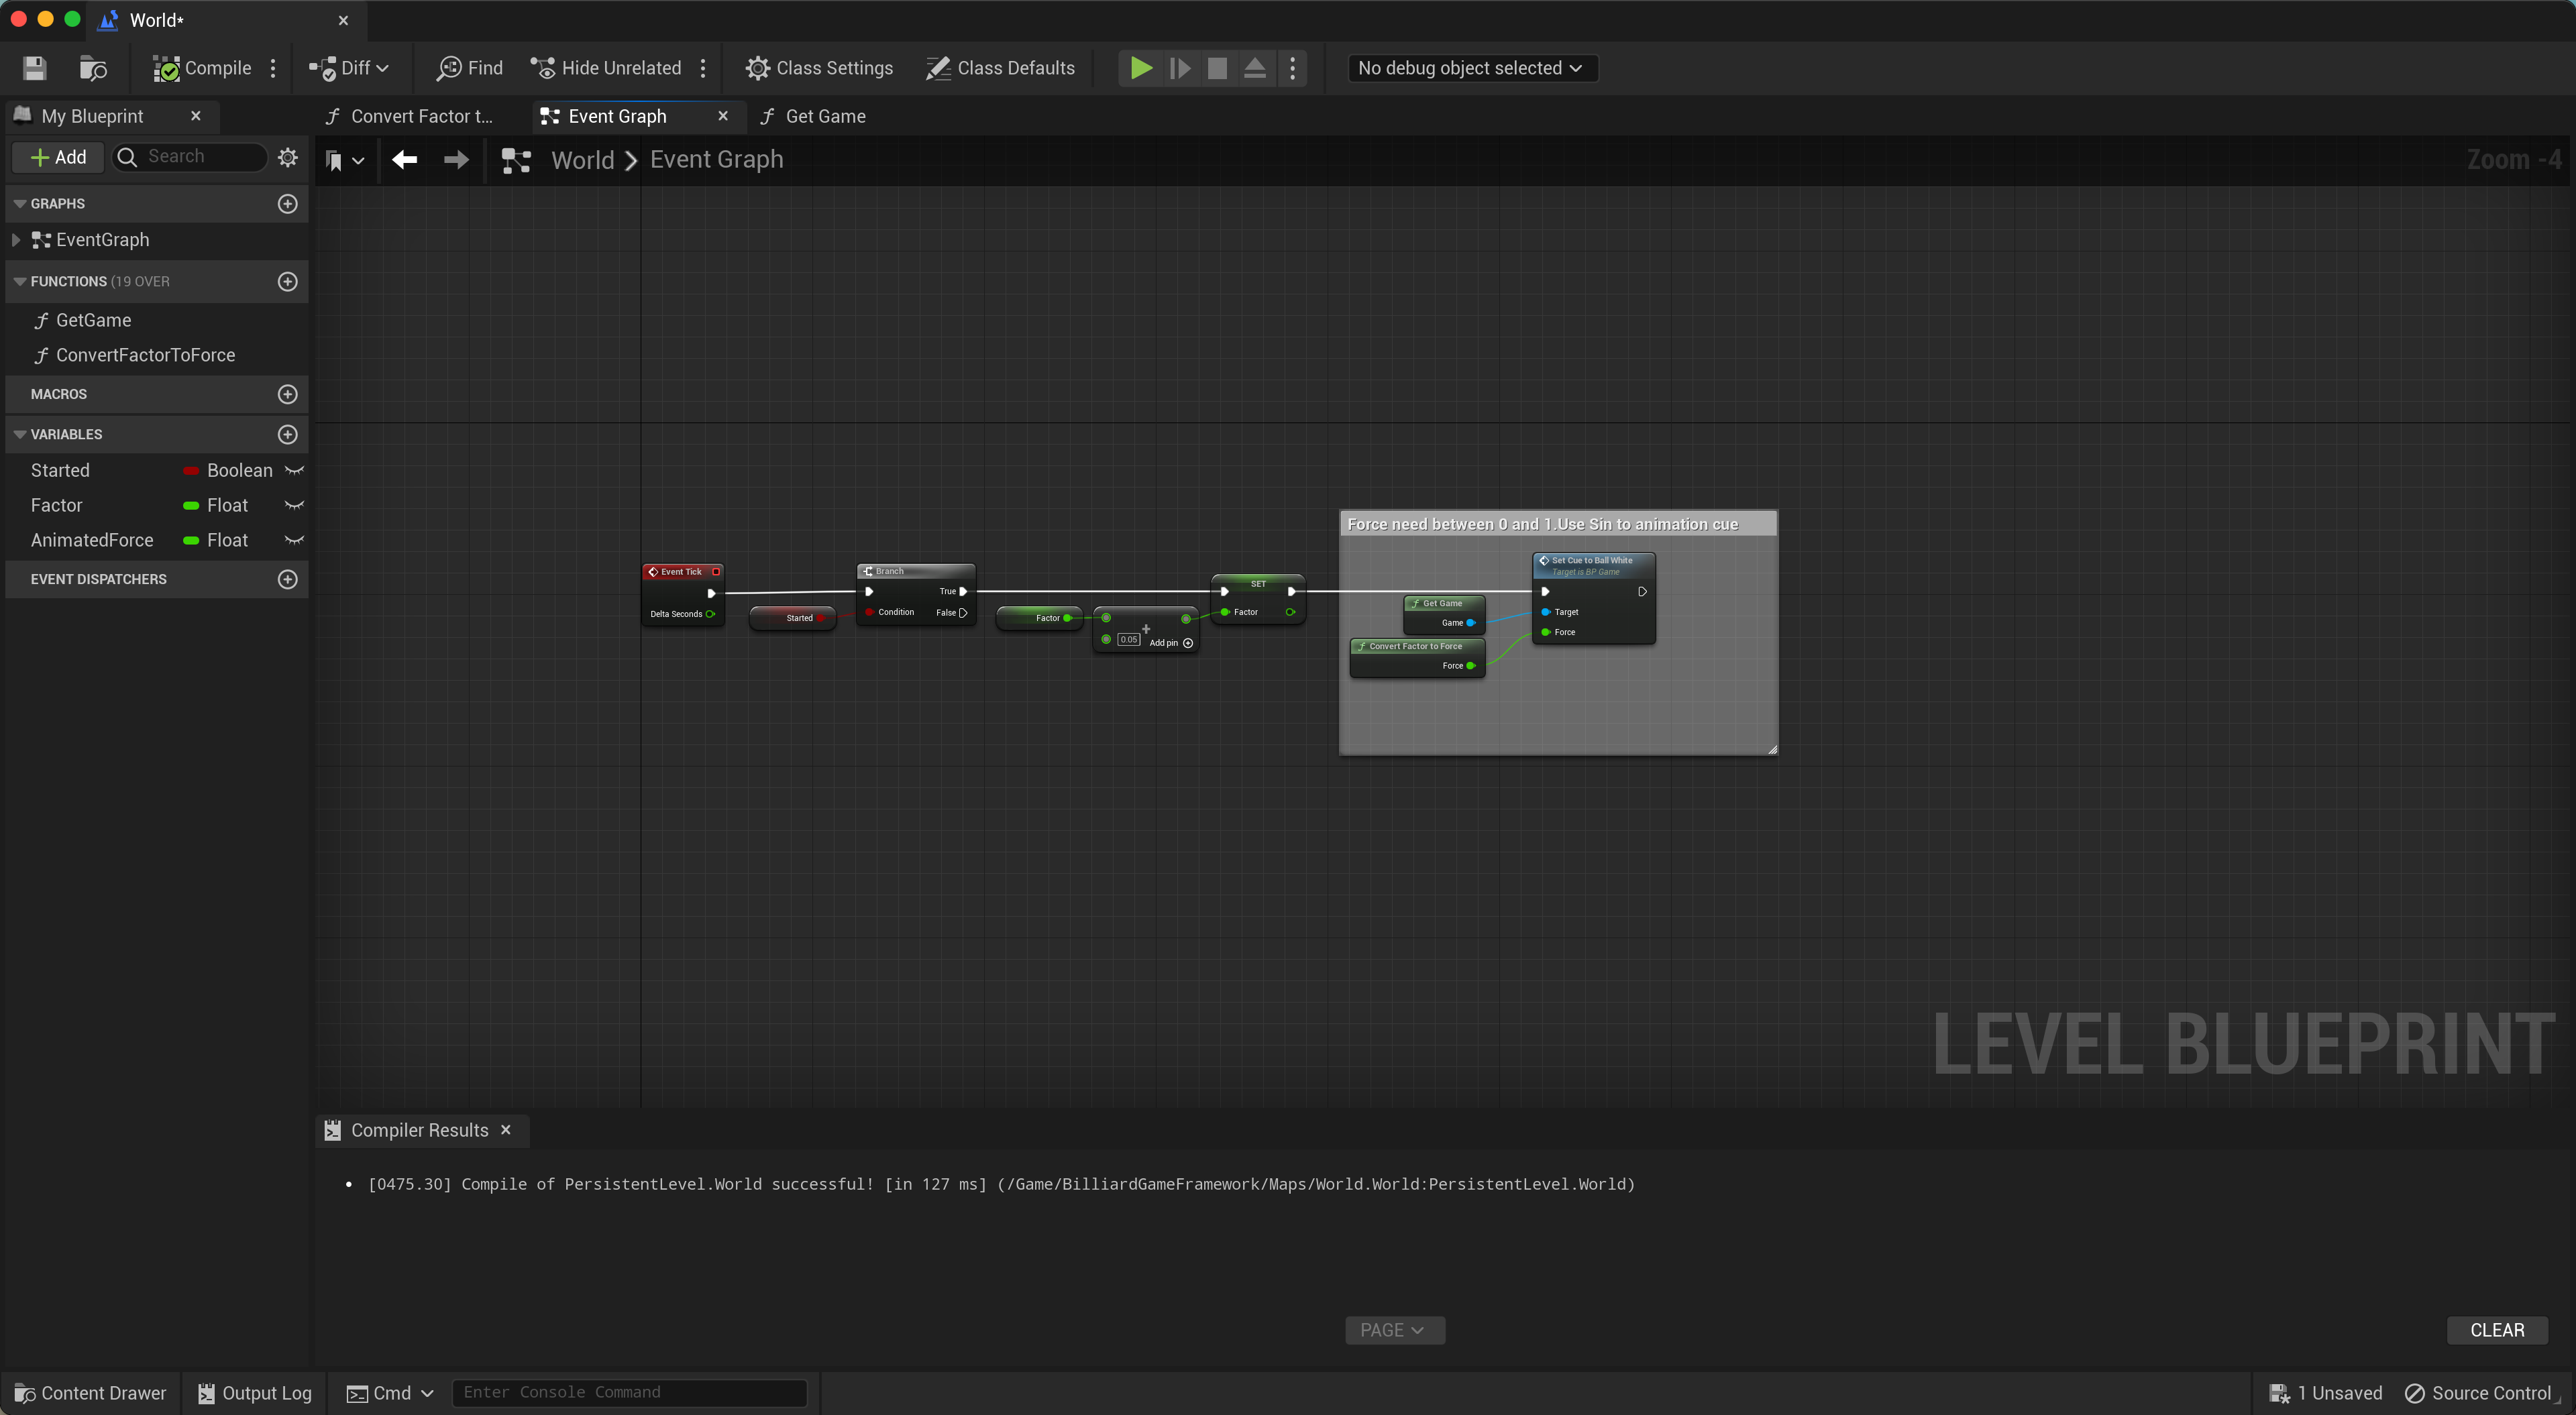 World*
Compile
Diff
Find
Hide Unrelated
Class Settings
Class Defaults
No debug object selected
My Blueprint
Convert Factor t...
Event Graph
Get Game
Add
Search
World > Event Graph
Zoom -4
GRAPHS
EventGraph
FUNCTIONS (19 OVER
GetGame
ConvertFactorToForce
MACROS
VARIABLES
Started Boolean
Factor Float
AnimatedForce Float
EVENT DISPATCHERS
Event Tick
Delta Seconds
Started
Branch
True
Condition
False
Factor
0.05
Add pin
SET
Factor
Force need between 0 and 1.Use Sin to animation cue
Get Game
Game
Convert Factor to Force
Force
Set Cue to Ball White
Target is BP Game
Target
Force
LEVEL BLUEPRINT
Compiler Results
[0475.30] Compile of PersistentLevel.World successful! [in 127 ms] (/Game/BilliardGameFramework/Maps/World.World:PersistentLevel.World)
PAGE
CLEAR
Content Drawer
Output Log
Cmd
Enter Console Command
1 Unsaved
Source Control